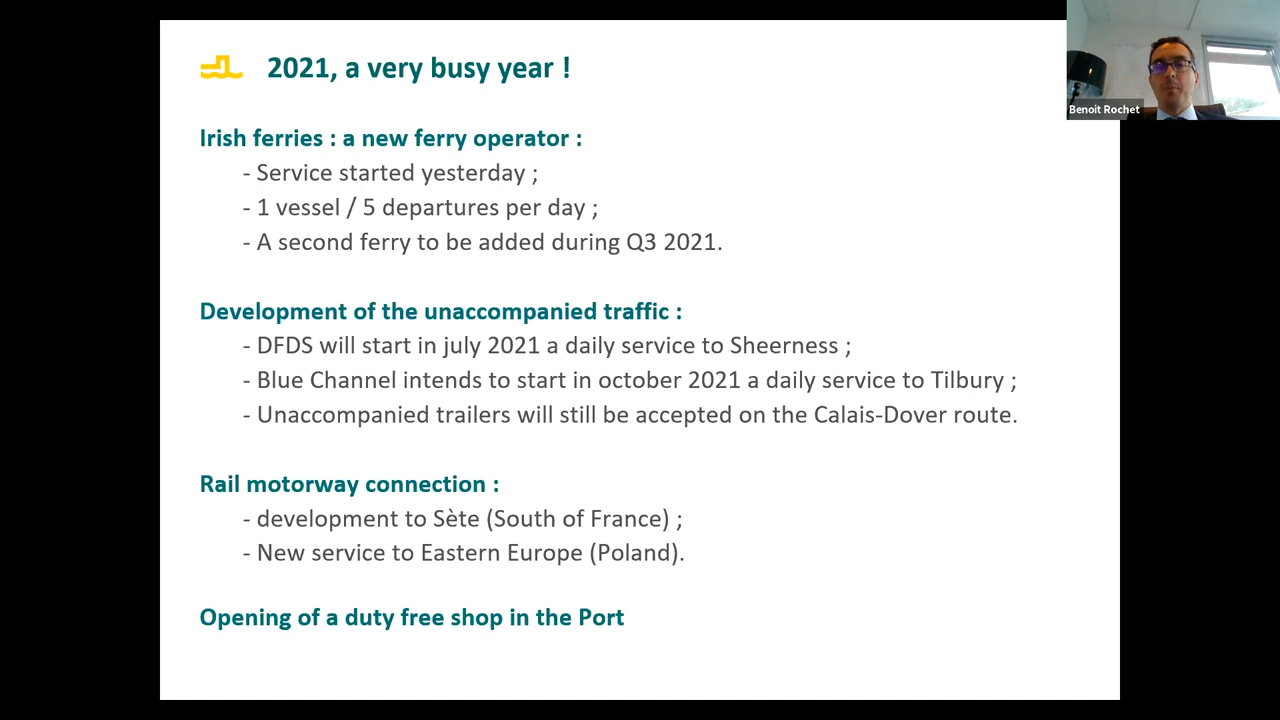 2021, a very busy year !
Benoit Rochet
Irish ferries : a new ferry operator :
- Service started yesterday ;
- 1 vessel / 5 departures per day ;
- A second ferry to be added during Q3 2021.
Development of the unaccompanied traffic :
- DFDS will start in july 2021 a daily service to Sheerness ;
- Blue Channel intends to start in october 2021 a daily service to Tilbury ;
- Unaccompanied trailers will still be accepted on the Calais-Dover route.
Rail motorway connection :
- development to Sète (South of France) ;
- New service to Eastern Europe (Poland).
Opening of a duty free shop in the Port